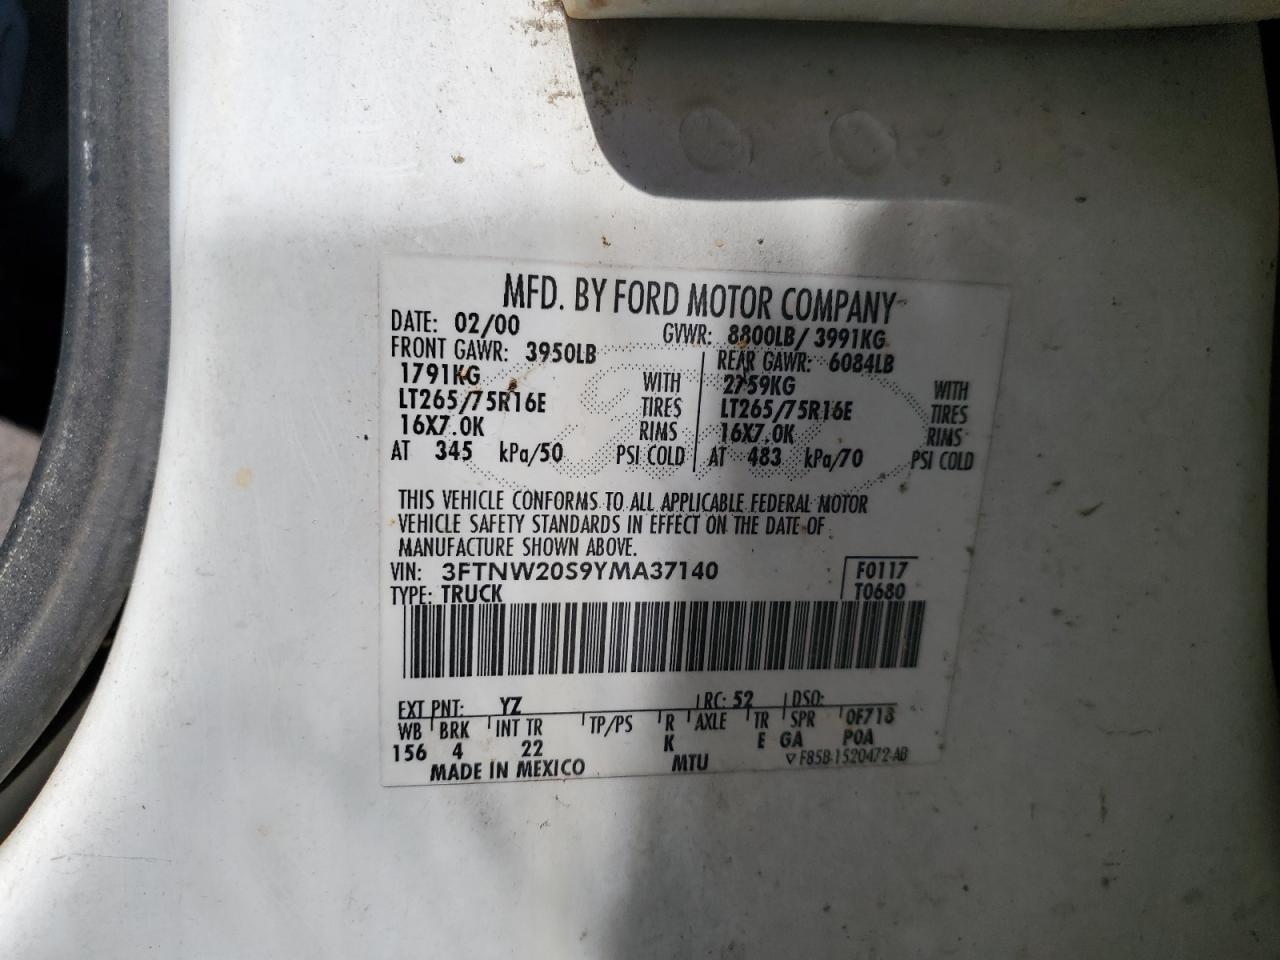 MFD. BY FORD MOTOR COMPANY
DATE: 02/00 GVWR: 8800LB/ 3991KG
FRONT GAWR: 3950LB REAR GAWR: 6084LB
1791KG WITH 2759KG WITH
LT265/75R16E TIRES LT265/75R16E TIRES
16X7.0K RIMS 16X7.0K RIMS
AT 345 kPa/50 PSI COLD AT 483 kPa/70 PSI COLD
THIS VEHICLE CONFORMS TO ALL APPLICABLE FEDERAL MOTOR
VEHICLE SAFETY STANDARDS IN EFFECT ON THE DATE OF
MANUFACTURE SHOWN ABOVE.
VIN: 3FTNW20S9YMA37140 F0117
TYPE: TRUCK T0680
EXT PNT: YZ RC: 52 DSO:
WB BRK INT TR TP/PS R AXLE TR SPR 0F718
156 4 22 K E GA P0A
MADE IN MEXICO MTU F85B-1520472-AB